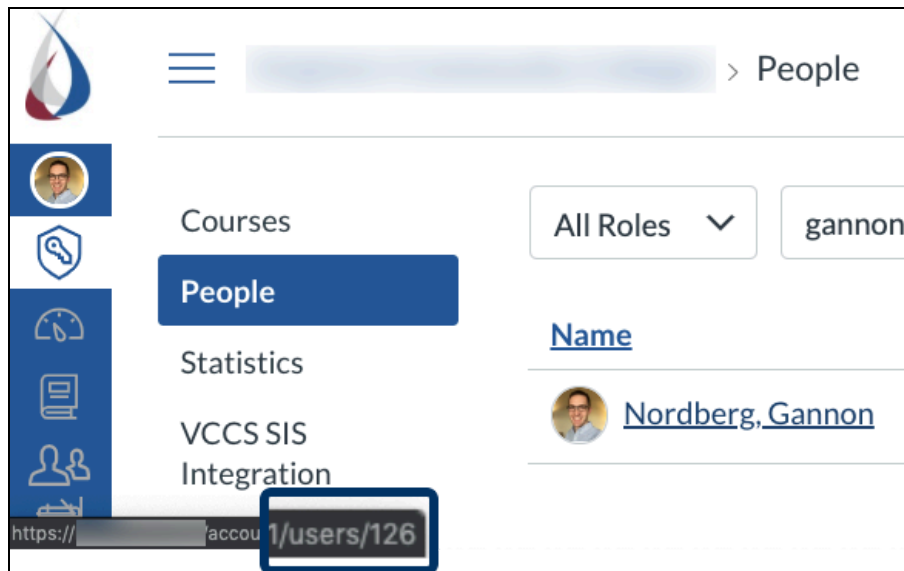 > People
Courses
People
Statistics
VCCS SIS
Integration
All Roles
gannon
Name
Nordberg, Gannon
https://
/accou
1/users/126